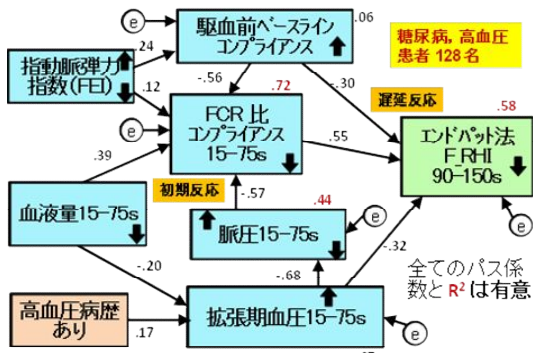 e
駆血前ベースライン
コンプライアンス
.06
糖尿病, 高血圧
患者 128名
指動脈弾力
指数(FEI)
.24
.12
-.56
.72
-.30
遅延反応
e
FCR 比
コンプライアンス
15-75s
.55
.58
エンドパット法
F_RHI
90-150s
.39
初期反応
-.57
.44
血液量15-75s
脈圧15-75s
e
-.32
e
-.20
-.68
全てのパス係
数と R² は有意
高血圧病歴
あり
.17
拡張期血圧15-75s
e